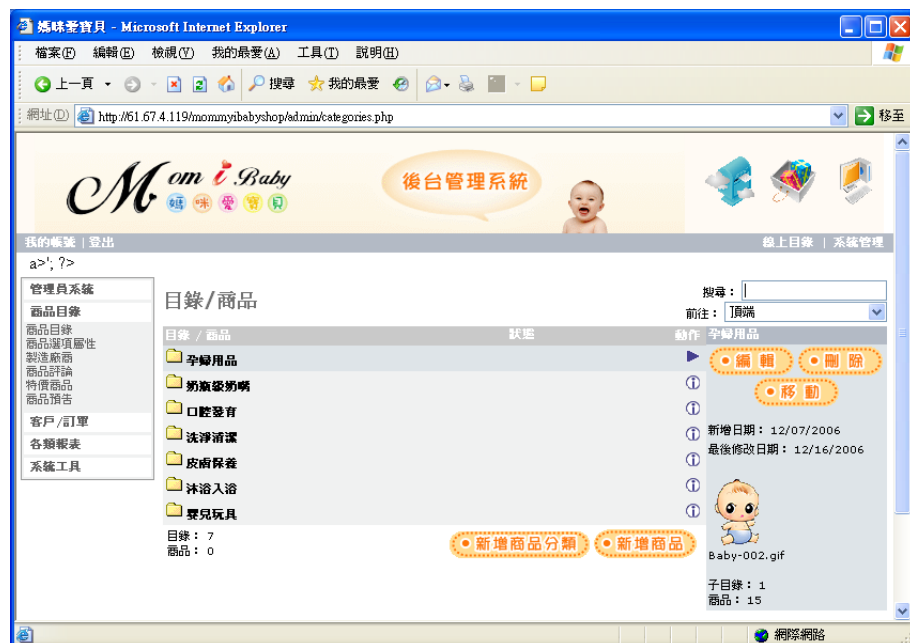 媽咪愛寶貝 - Microsoft Internet Explorer
檔案(F) 編輯(E) 檢視(V) 我的最愛(A) 工具(T) 說明(H)
上一頁 搜尋 我的最愛
網址(D) http://61.67.4.119/mommyibabyshop/admin/categories.php 移至
Mom i Baby
媽咪愛寶貝
後台管理系統
我的帳號 | 登出 線上目錄 | 系統管理
a>'; ?>
管理員系統
商品目錄
商品目錄
商品選項屬性
製造廠商
商品評論
特價商品
商品預告
客戶/訂單
各類報表
系統工具
目錄/商品
搜尋：
前往： 頂端
目錄 / 商品 狀態 動作
孕婦用品
奶瓶級奶嘴
口腔發育
洗淨清潔
皮膚保養
沐浴入浴
嬰兒玩具
目錄： 7
商品： 0
新增商品分類 新增商品
孕婦用品
編輯 刪除
移動
新增日期： 12/07/2006
最後修改日期： 12/16/2006
Baby-002.gif
子目錄： 1
商品： 15
網際網路